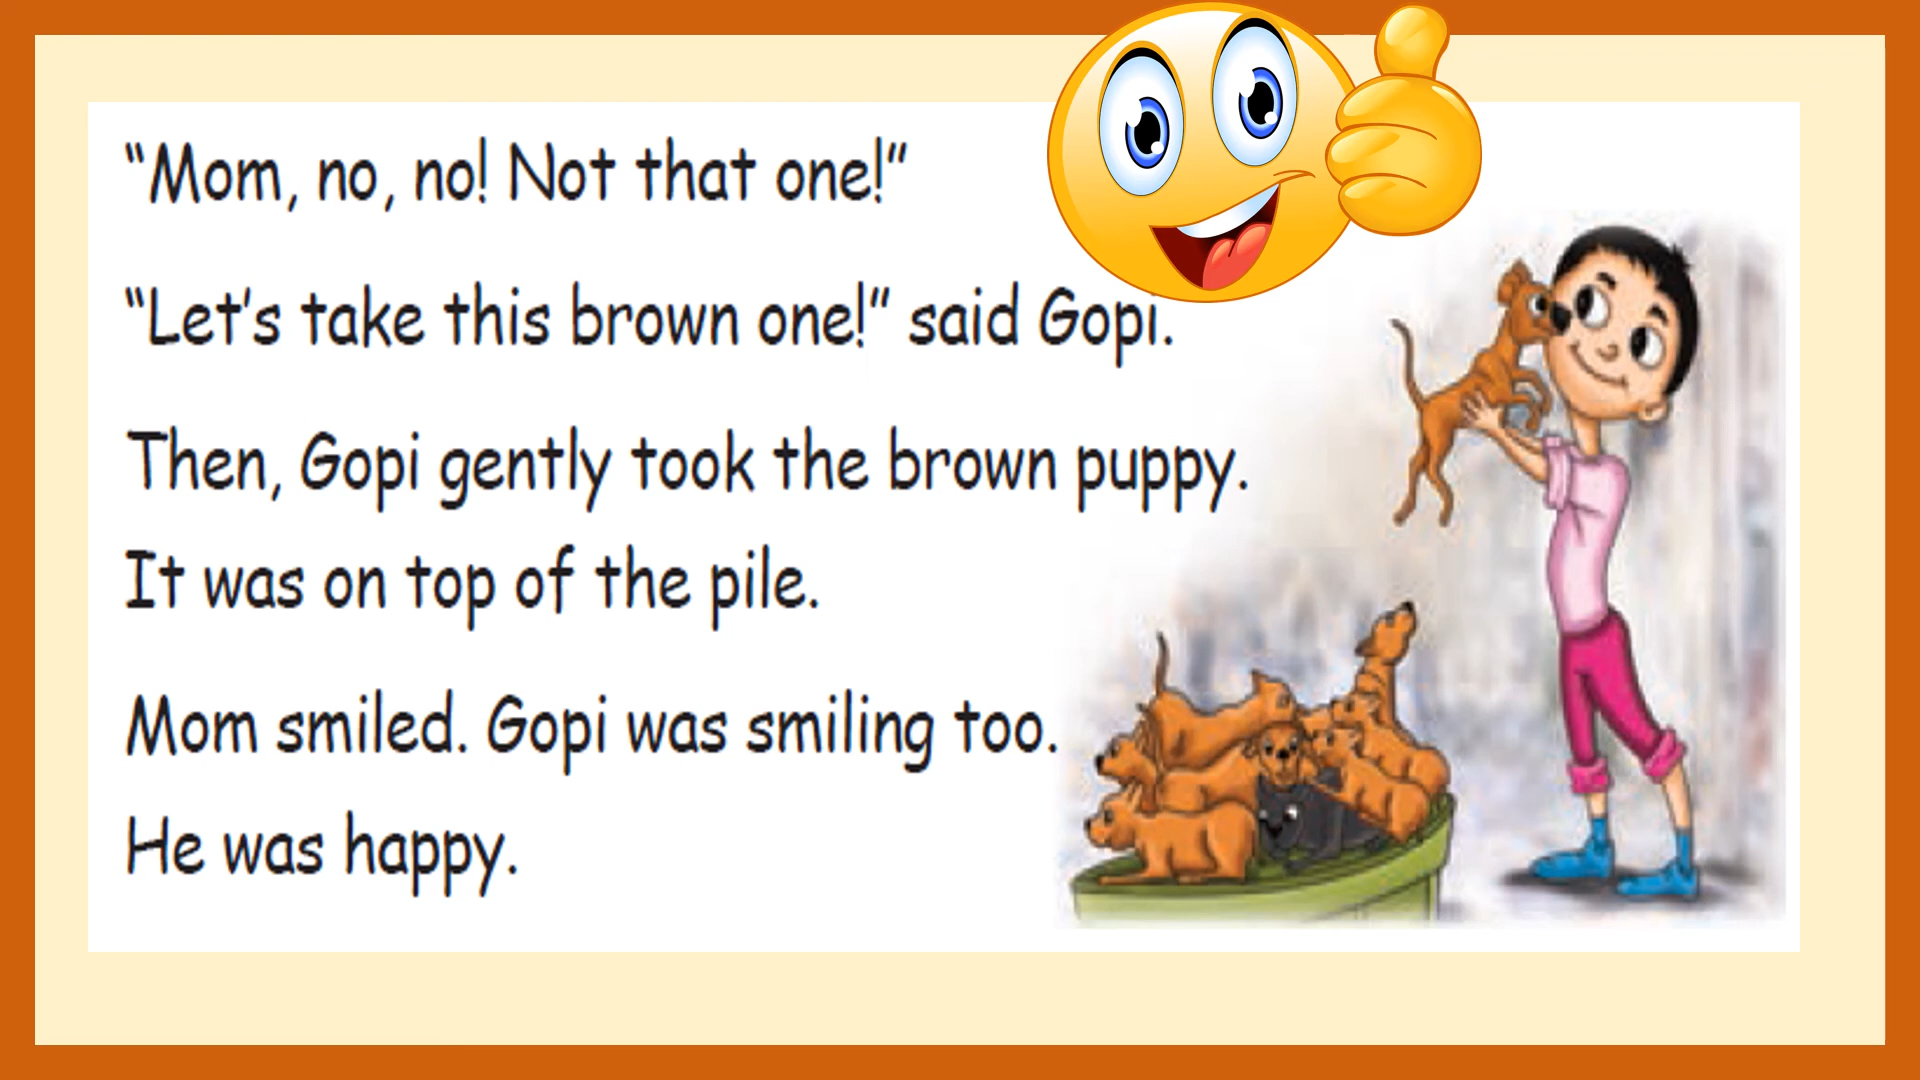 “Mom, no, no! Not that one!”
“Let’s take this brown one!” said Gopi.
Then, Gopi gently took the brown puppy.
It was on top of the pile.
Mom smiled. Gopi was smiling too.
He was happy.